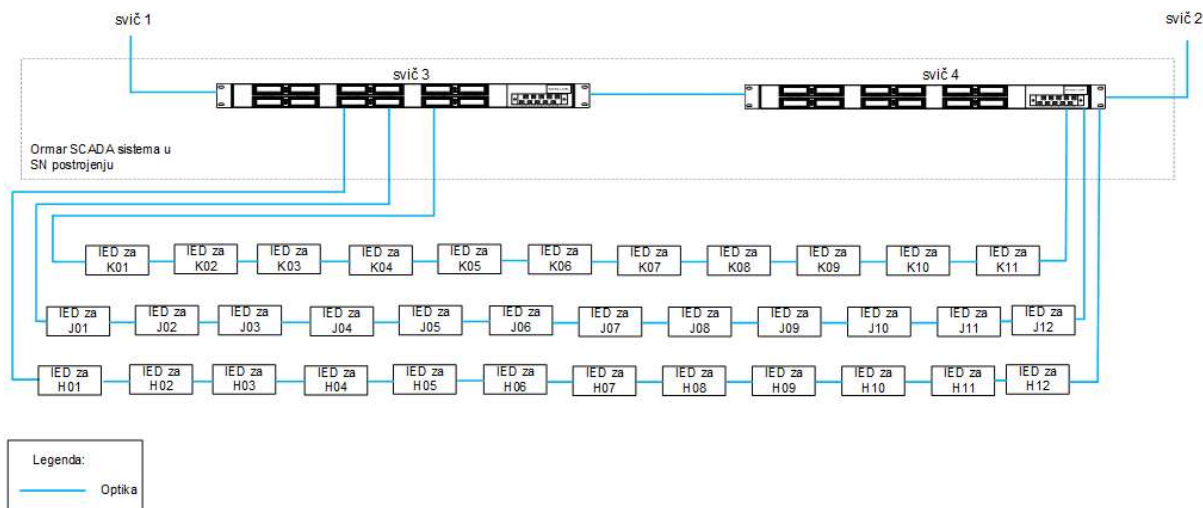 svič 1
svič 2
svič 3
svič 4
Ormar SCADA sistema u
SN postrojenju
IED za
K01
IED za
K02
IED za
K03
IED za
K04
IED za
K05
IED za
K06
IED za
K07
IED za
K08
IED za
K09
IED za
K10
IED za
K11
IED za
J01
IED za
J02
IED za
J03
IED za
J04
IED za
J05
IED za
J06
IED za
J07
IED za
J08
IED za
J09
IED za
J10
IED za
J11
IED za
J12
IED za
H01
IED za
H02
IED za
H03
IED za
H04
IED za
H05
IED za
H06
IED za
H07
IED za
H08
IED za
H09
IED za
H10
IED za
H11
IED za
H12
Legenda:
Optika